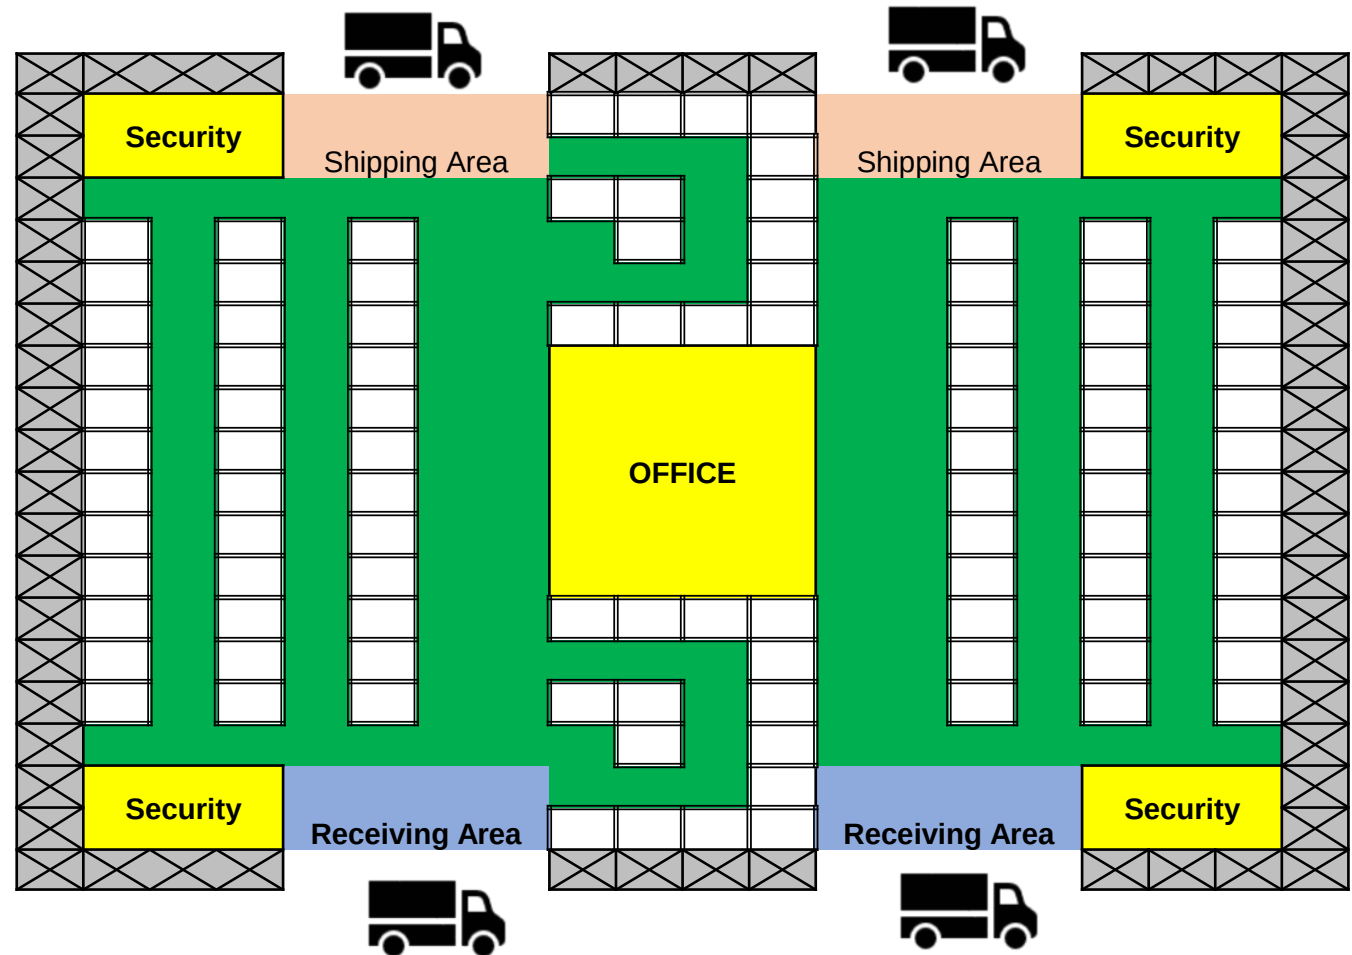 Security
Shipping Area
Shipping Area
Security
OFFICE
Security
Receiving Area
Receiving Area
Security